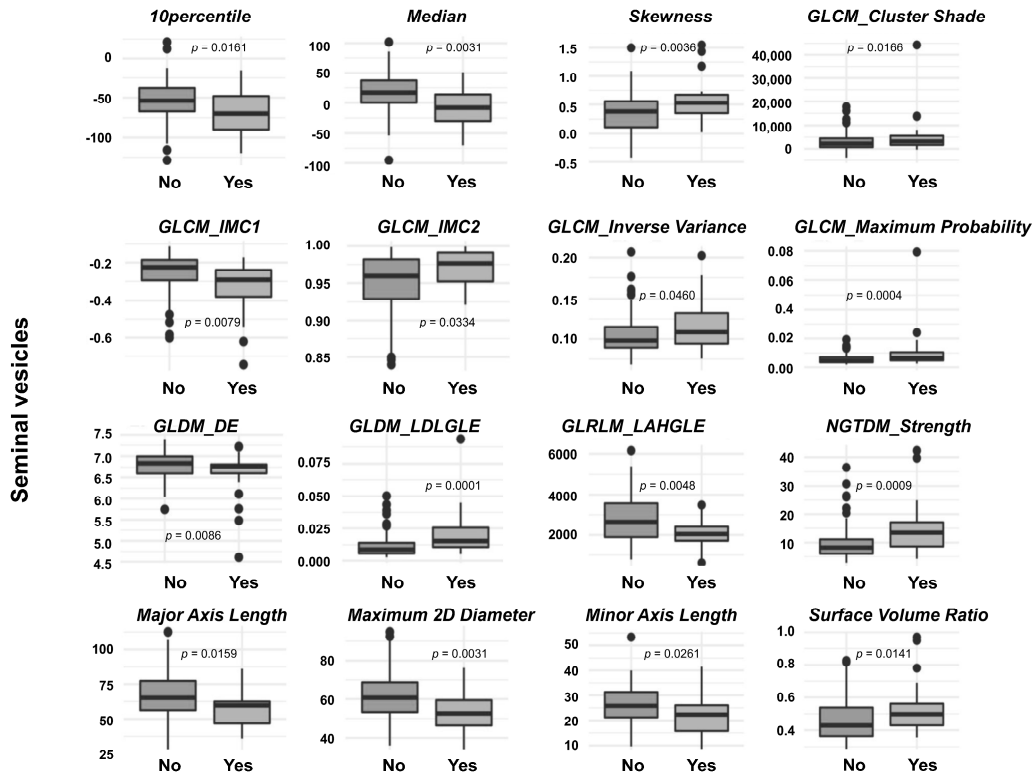 10percentile
Median
Skewness
GLCM_Cluster Shade
p – 0.0161
0
-50
-100
No Yes
p – 0.0031
100
50
0
-50
-100
No Yes
p – 0.0036
1.5
1.0
0.5
0.0
-0.5
No Yes
p – 0.0166
40,000
30,000
20,000
10,000
0
No Yes
Seminal vesicles
GLCM_IMC1
GLCM_IMC2
GLCM_Inverse Variance
GLCM_Maximum Probability
-0.2
-0.4
-0.6
p = 0.0079
No Yes
1.00
0.95
0.90
0.85
p = 0.0334
No Yes
0.20
0.15
0.10
p = 0.0460
No Yes
0.08
0.06
0.4
0.02
0.00
p = 0.0004
No Yes
GLDM_DE
GLDM_LDLGLE
GLRLM_LAHGLE
NGTDM_Strength
7.5
7.0
6.5
6.0
5.5
5.0
4.5
p = 0.0086
No Yes
0.075
0.050
0.025
0.000
p = 0.0001
No Yes
6000
4000
2000
p = 0.0048
No Yes
40
30
20
10
p = 0.0009
No Yes
Major Axis Length
Maximum 2D Diameter
Minor Axis Length
Surface Volume Ratio
100
75
50
25
p = 0.0159
No Yes
80
60
40
p = 0.0031
No Yes
50
40
30
20
10
p = 0.0261
No Yes
1.0
0.8
0.6
0.4
p = 0.0141
No Yes